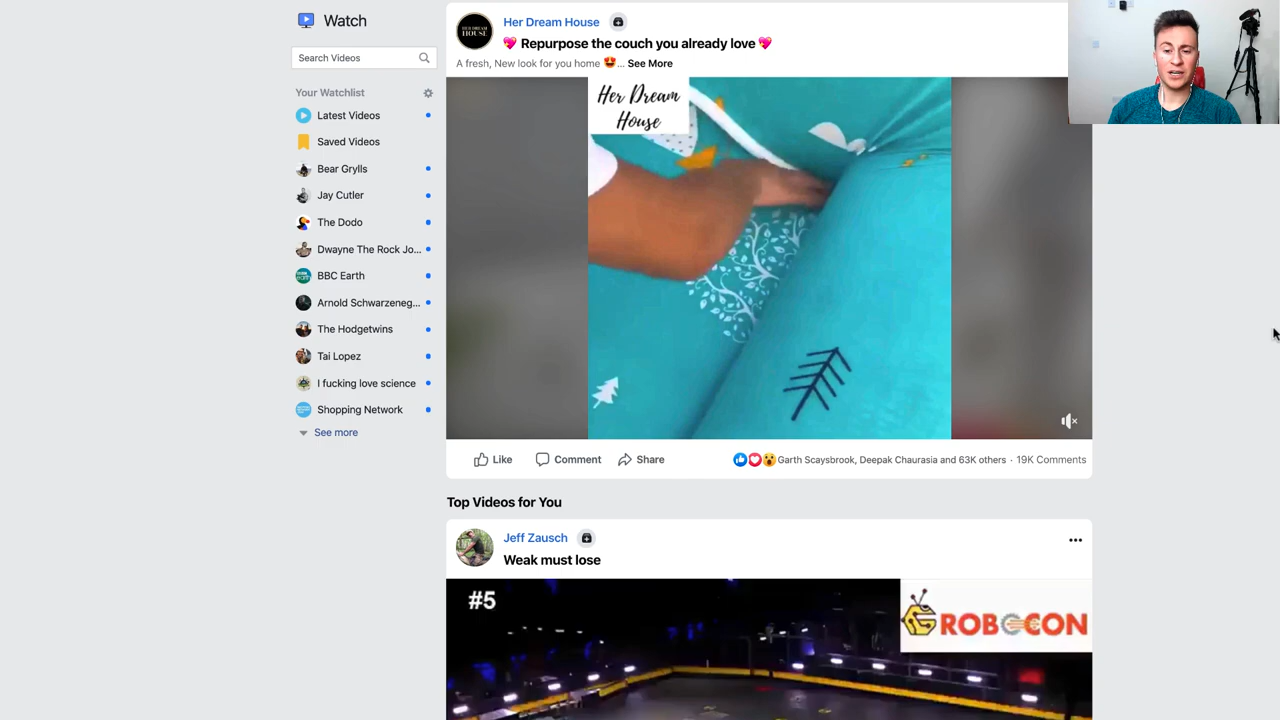 Watch
Search Videos
Your Watchlist
Latest Videos
Saved Videos
Bear Grylls
Jay Cutler
The Dodo
Dwayne The Rock Jo...
BBC Earth
Arnold Schwarzeneg...
The Hodgetwins
Tai Lopez
I fucking love science
Shopping Network
See more
HER DREAM
HOUSE
Her Dream House
💖 Repurpose the couch you already love 💖
A fresh, New look for you home 😍... See More
Her Dream
House
Like Comment Share Garth Scaysbrook, Deepak Chaurasia and 63K others · 19K Comments
Top Videos for You
Jeff Zausch
Weak must lose
#5
ROBOCON